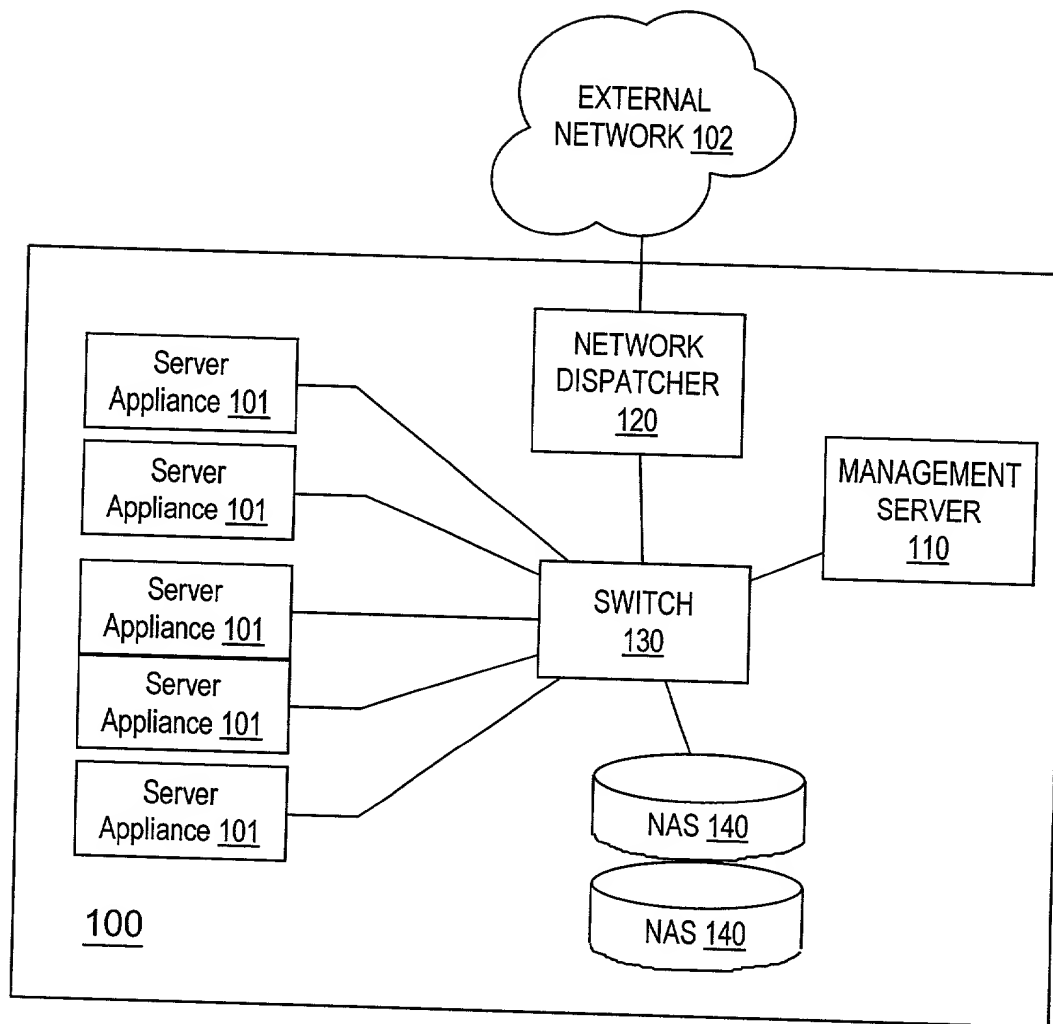 EXTERNAL
NETWORK 102
NETWORK
DISPATCHER
120
Server
Appliance 101
Server
Appliance 101
Server
Appliance 101
Server
Appliance 101
Server
Appliance 101
MANAGEMENT
SERVER
110
SWITCH
130
NAS 140
NAS 140
100